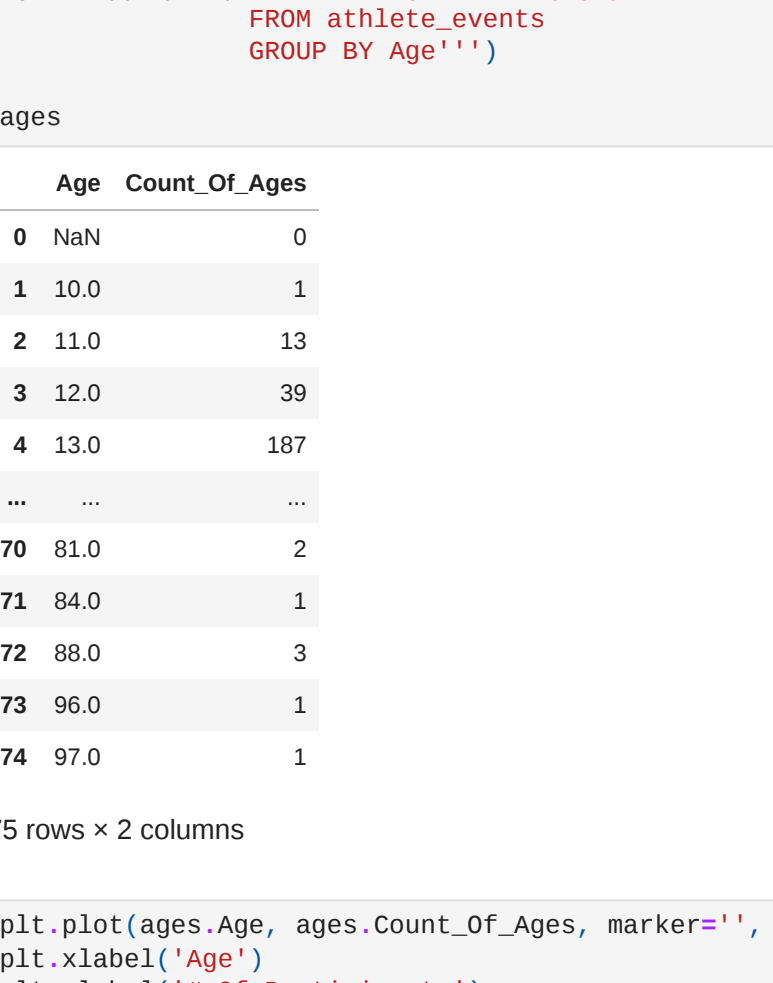 FROM athlete_events
GROUP BY Age''')
ages
Age Count_Of_Ages
0 NaN 0
1 10.0 1
2 11.0 13
3 12.0 39
4 13.0 187
... ... ...
70 81.0 2
71 84.0 1
72 88.0 3
73 96.0 1
74 97.0 1
75 rows × 2 columns
plt.plot(ages.Age, ages.Count_Of_Ages, marker='',
plt.xlabel('Age')